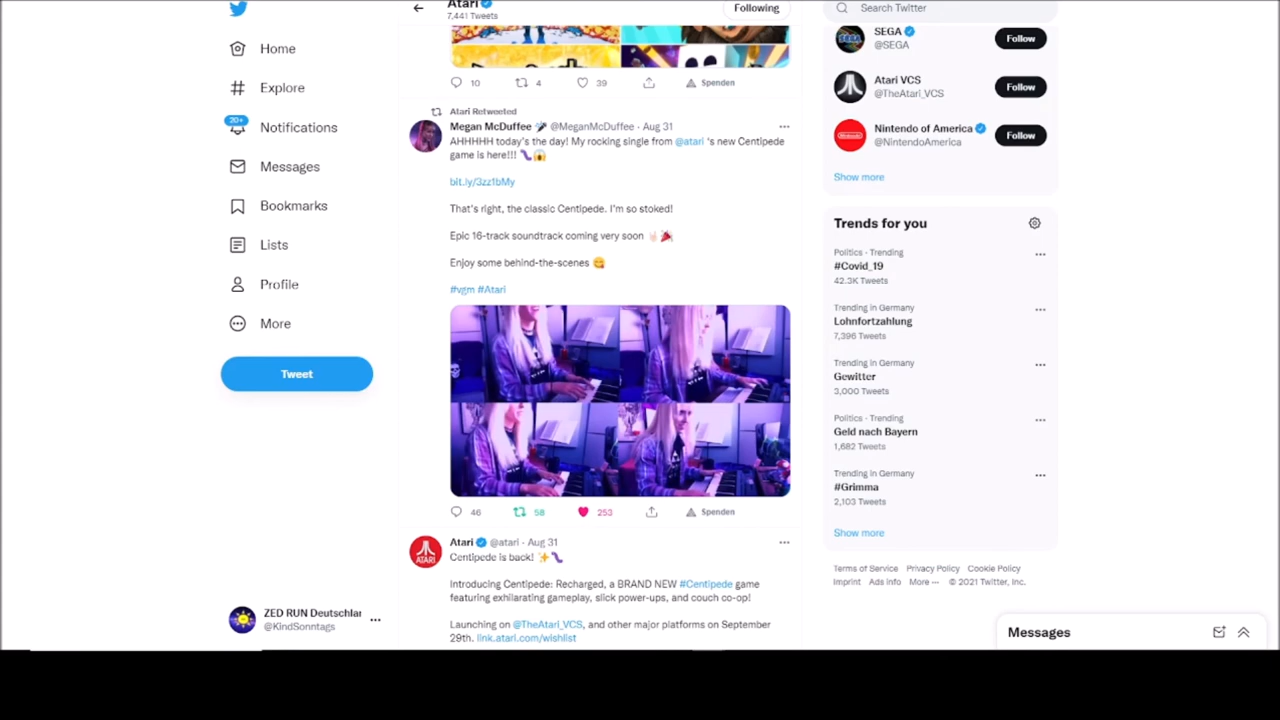 Home
Explore
20+
Notifications
Messages
Bookmarks
Lists
Profile
More
Tweet
ZED RUN Deutschlar
@KindSonntags
Atari
7,441 Tweets
Following
10 4 39 Spenden
Atari Retweeted
Megan McDuffee @MeganMcDuffee · Aug 31
AHHHHH today's the day! My rocking single from @atari 's new Centipede
game is here!!!
bit.ly/3zz1bMy
That's right, the classic Centipede. I'm so stoked!
Epic 16-track soundtrack coming very soon
Enjoy some behind-the-scenes
#vgm #Atari
46 58 253 Spenden
ATARI
Atari @atari · Aug 31
Centipede is back!
Introducing Centipede: Recharged, a BRAND NEW #Centipede game
featuring exhilarating gameplay, slick power-ups, and couch co-op!
Launching on @TheAtari_VCS, and other major platforms on September
29th. link.atari.com/wishlist
Search Twitter
SEGA
SEGA
@SEGA
Follow
Atari VCS
@TheAtari_VCS
Follow
Nintendo
Nintendo of America
@NintendoAmerica
Follow
Show more
Trends for you
Politics · Trending
#Covid_19
42.3K Tweets
Trending in Germany
Lohnfortzahlung
7,396 Tweets
Trending in Germany
Gewitter
3,000 Tweets
Politics · Trending
Geld nach Bayern
1,682 Tweets
Trending in Germany
#Grimma
2,103 Tweets
Show more
Terms of Service Privacy Policy Cookie Policy
Imprint Ads info More ··· © 2021 Twitter, Inc.
Messages